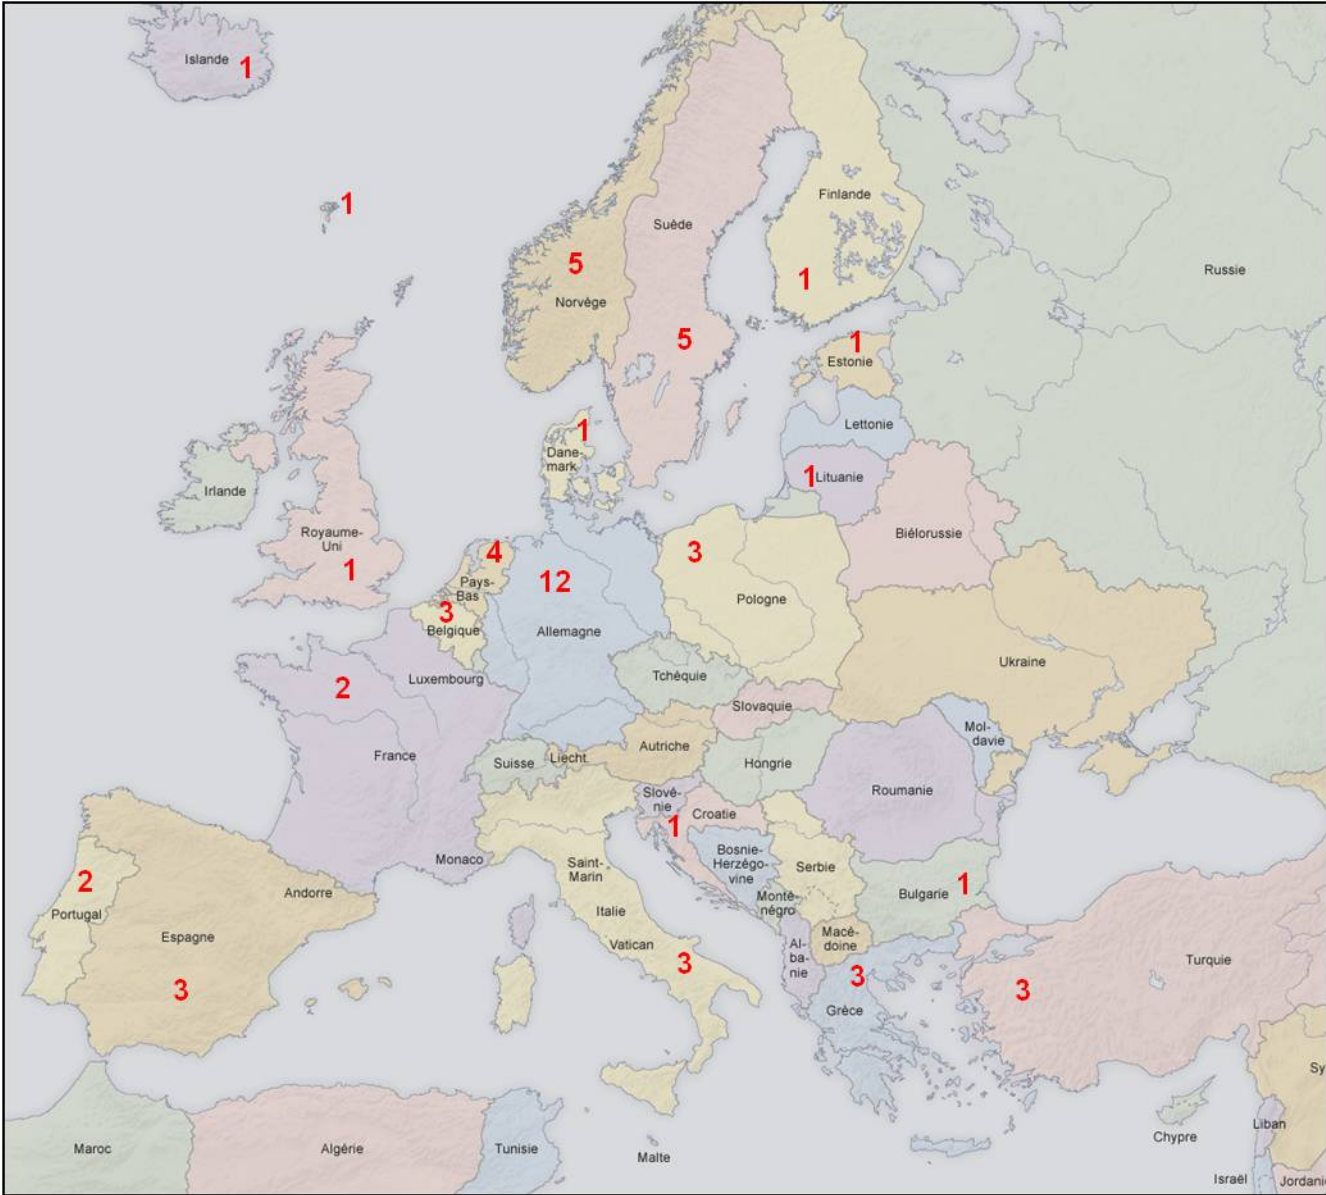 Islande
1
1
Finlande
Suède
5
Norvège
1
Russie
5
1
Estonie
1
Dane-
mark
Lettonie
1
Lituanie
Irlande
Royaume-
Uni
1
Biélorussie
4
Pays-
Bas
3
Belgique
12
Allemagne
3
Pologne
Luxembourg
2
France
Tchéquie
Ukraine
Slovaquie
Mol-
davie
Suisse
Liecht.
Autriche
Hongrie
Roumanie
Slové-
nie
1
Croatie
Monaco
Saint-
Marin
Bosnie-
Herzégo-
vine
Serbie
Bulgarie
1
2
Portugal
Andorre
Espagne
3
Italie
Vatican
3
Monté-
négro
Macé-
doine
Al-
ba-
nie
3
Grèce
3
Turquie
Maroc
Algérie
Tunisie
Malte
Chypre
Sy
Liban
Israël
Jordani